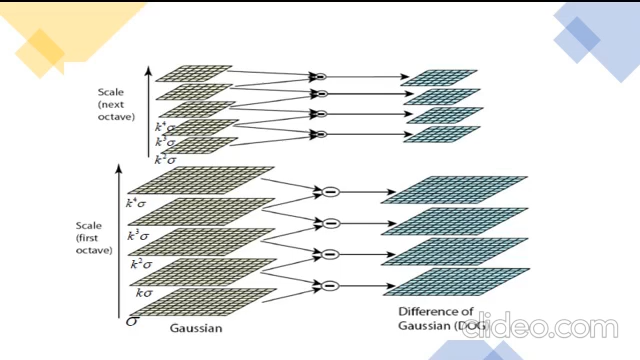 Scale
(next
octave)
k⁴σ
k³σ
k²σ
Scale
(first
octave)
k⁴σ
k³σ
k²σ
kσ
σ
Gaussian
Difference of
Gaussian (DOG)
clideo.com